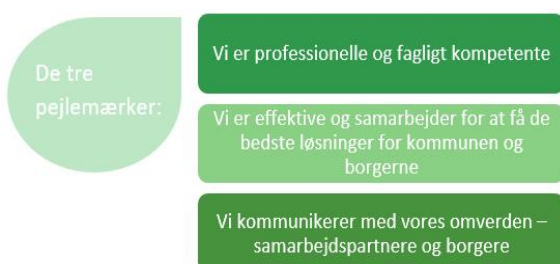 De tre
pejlemærker:
Vi er professionelle og fagligt kompetente
Vi er effektive og samarbejder for at få de
bedste løsninger for kommunen og
borgerne
Vi kommunikerer med vores omverden –
samarbejdspartnere og borgere